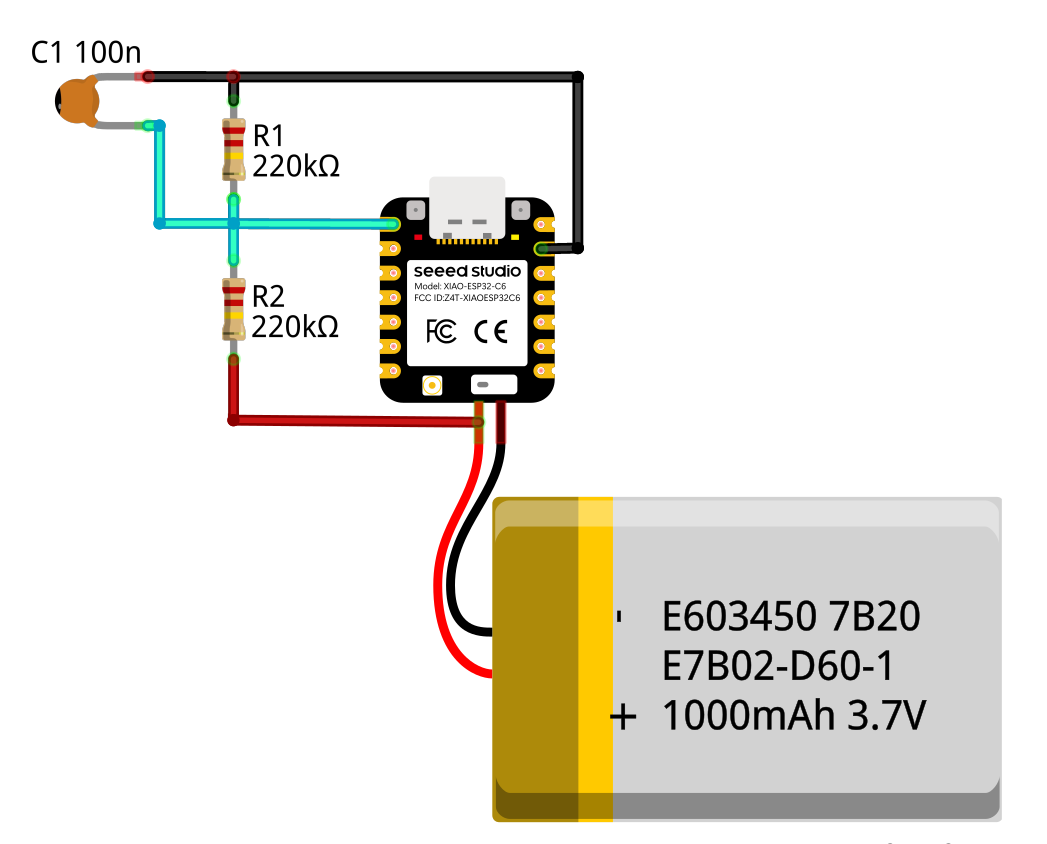 C1 100n
R1
220kΩ
seeed studio
Model: XIAO-ESP32-C6
FCC ID:Z4T-XIAOESP32C6
FC CE
R2
220kΩ
- E603450 7B20
E7B02-D60-1
+ 1000mAh 3.7V